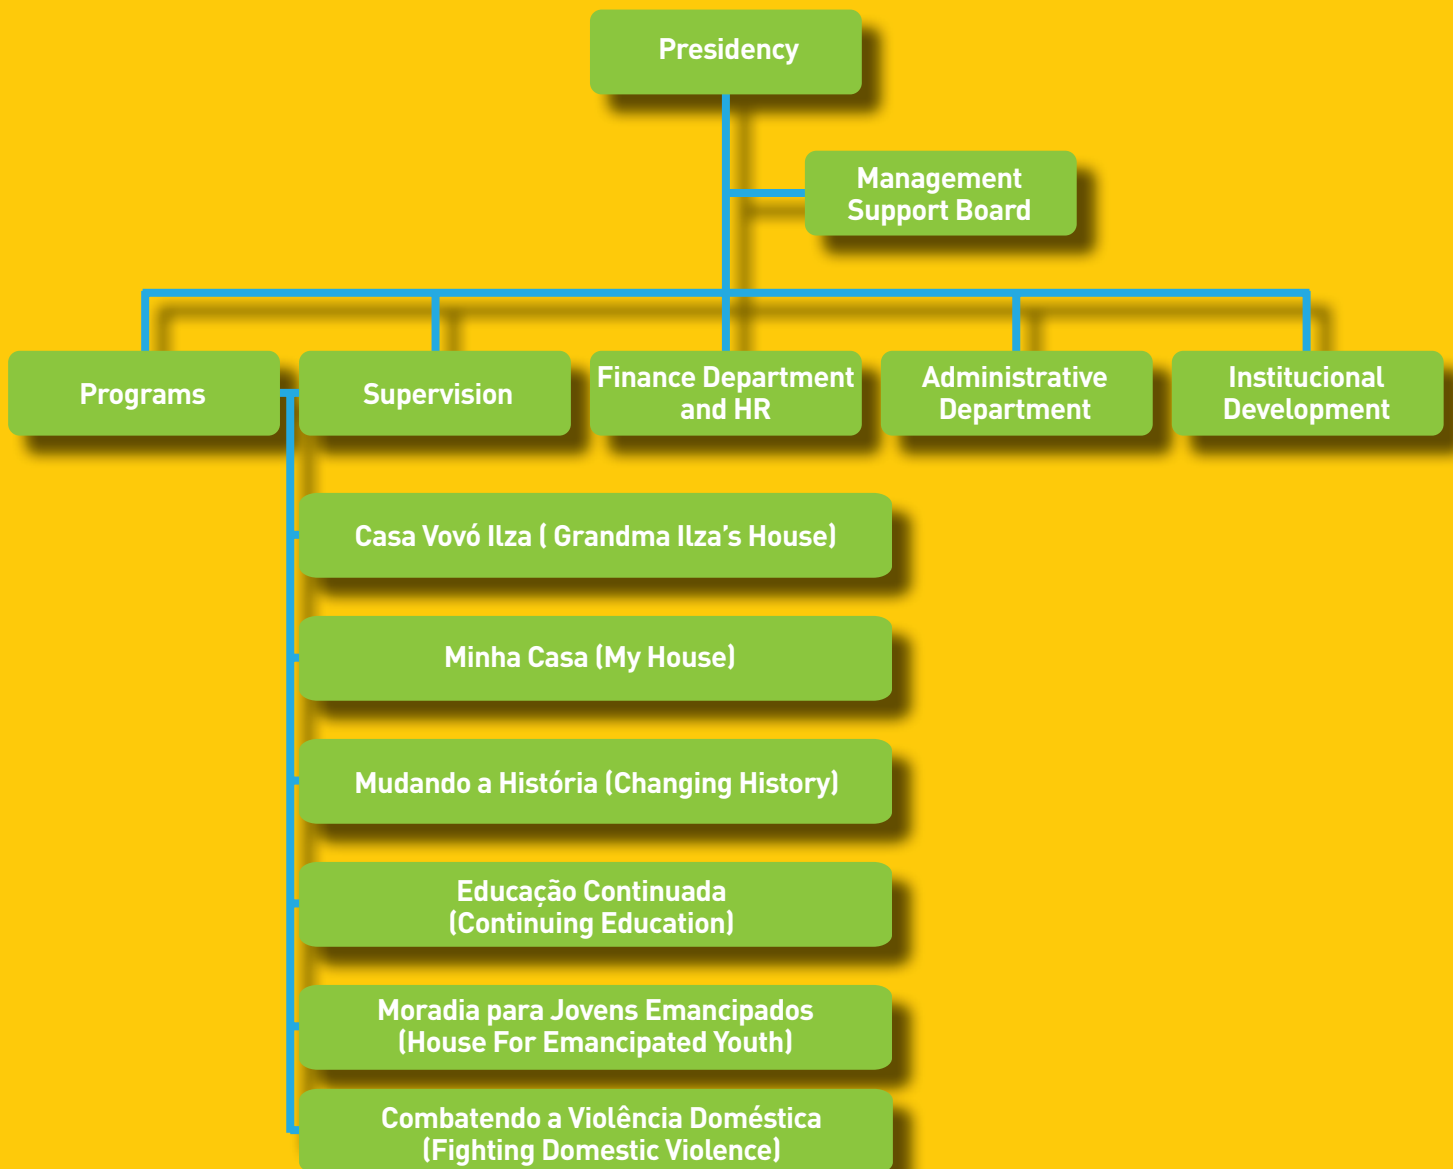 Presidency
Management
Support Board
Programs
Supervision
Finance Department
and HR
Administrative
Department
Institucional
Development
Casa Vovó Ilza ( Grandma Ilza’s House)
Minha Casa (My House)
Mudando a História (Changing History)
Educação Continuada
(Continuing Education)
Moradia para Jovens Emancipados
(House For Emancipated Youth)
Combatendo a Violência Doméstica
(Fighting Domestic Violence)